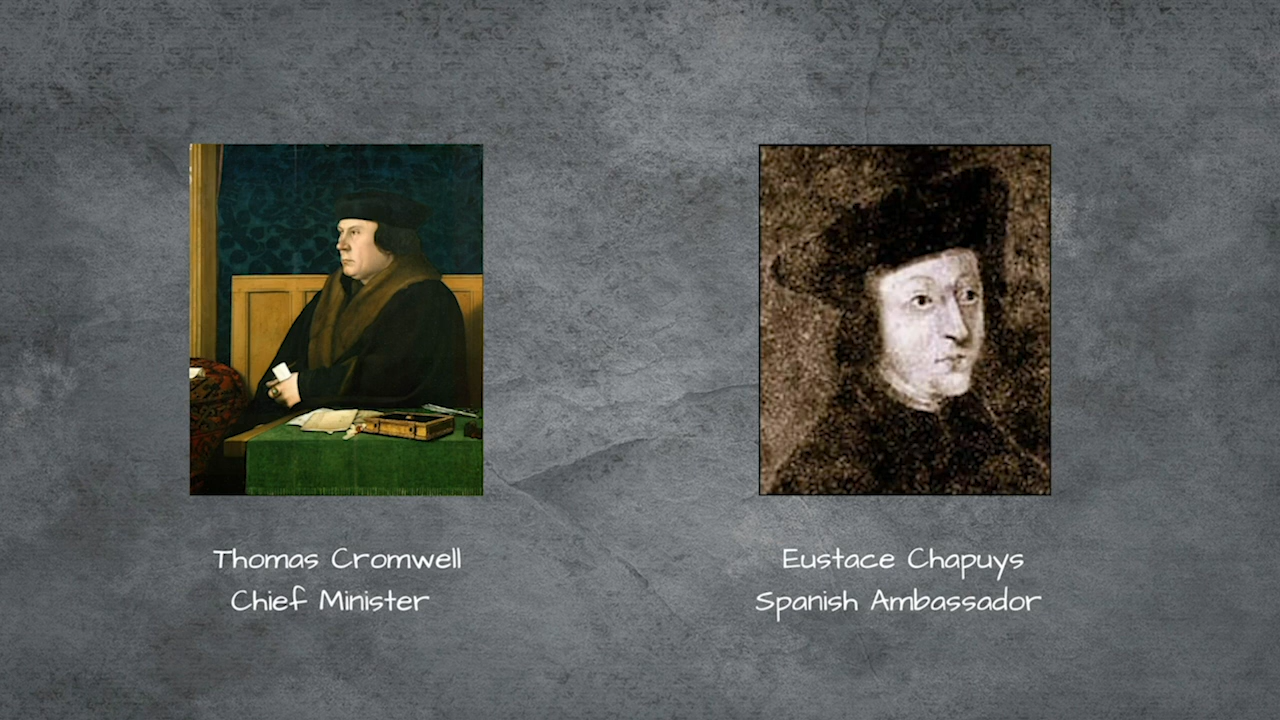 Thomas Cromwell
Chief Minister
Eustace Chapuys
Spanish Ambassador